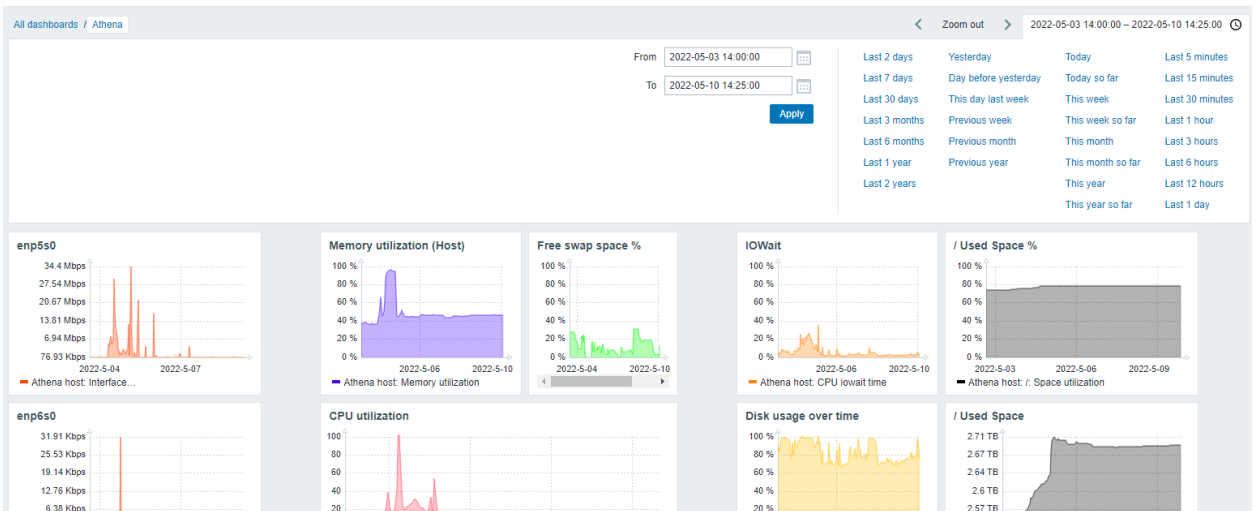 All dashboards / Athena
Zoom out
2022-05-03 14:00:00 – 2022-05-10 14:25:00
From 2022-05-03 14:00:00
To 2022-05-10 14:25:00
Apply
Last 2 days Yesterday Today Last 5 minutes
Last 7 days Day before yesterday Today so far Last 15 minutes
Last 30 days This day last week This week Last 30 minutes
Last 3 months Previous week This week so far Last 1 hour
Last 6 months Previous month This month Last 3 hours
Last 1 year Previous year This month so far Last 6 hours
Last 2 years This year Last 12 hours
This year so far Last 1 day
enp5s0
34.4 Mbps
27.54 Mbps
20.67 Mbps
13.81 Mbps
6.94 Mbps
76.93 Kbps
2022-5-04 2022-5-07
Athena host: Interface…
Memory utilization (Host)
100 %
80 %
60 %
40 %
20 %
0 %
2022-5-06 2022-5-10
Athena host: Memory utilization
Free swap space %
100 %
80 %
60 %
40 %
20 %
0 %
2022-5-04 2022-5-10
IOWait
100 %
80 %
60 %
40 %
20 %
0 %
2022-5-06 2022-5-10
Athena host: CPU iowait time
/ Used Space %
100 %
80 %
60 %
40 %
20 %
0 %
2022-5-03 2022-5-06 2022-5-09
Athena host: /: Space utilization
enp6s0
31.91 Kbps
25.53 Kbps
19.14 Kbps
12.76 Kbps
6.38 Kbps
CPU utilization
100
80
60
40
20
Disk usage over time
100 %
80 %
60 %
40 %
20 %
/ Used Space
2.71 TB
2.67 TB
2.64 TB
2.6 TB
2.57 TB